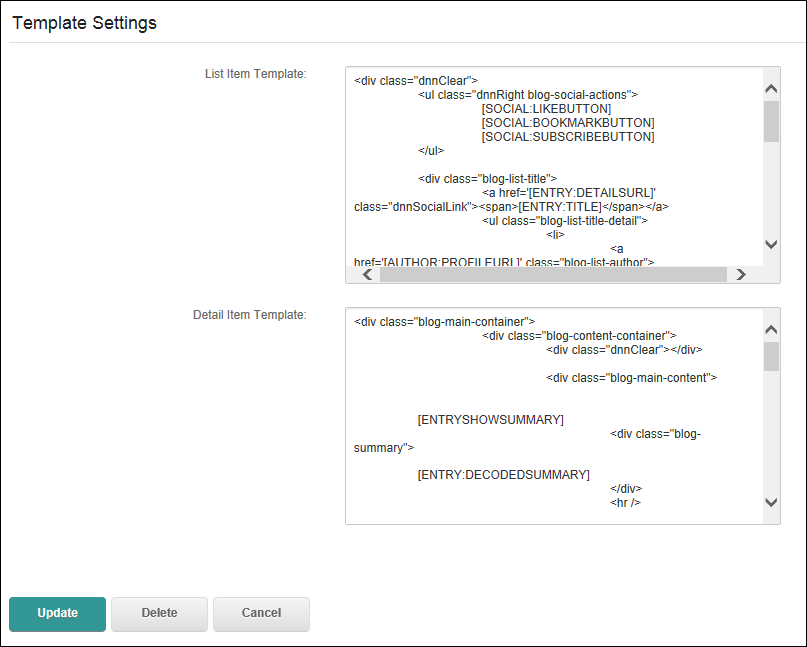 Template Settings
List Item Template:
<div class="dnnClear">
<ul class="dnnRight blog-social-actions">
[SOCIAL:LIKEBUTTON]
[SOCIAL:BOOKMARKBUTTON]
[SOCIAL:SUBSCRIBEBUTTON]
</ul>
<div class="blog-list-title">
<a href='[ENTRY:DETAILSURL]'
class="dnnSocialLink"><span>[ENTRY:TITLE]</span></a>
<ul class="blog-list-title-detail">
<li>
<a
href='[AUTHOR:PROFILEURL]' class="blog-list-author">
Detail Item Template:
<div class="blog-main-container">
<div class="blog-content-container">
<div class="dnnClear"></div>
<div class="blog-main-content">
[ENTRYSHOWSUMMARY]
<div class="blog-
summary">
[ENTRY:DECODEDSUMMARY]
</div>
<hr />
Update
Delete
Cancel